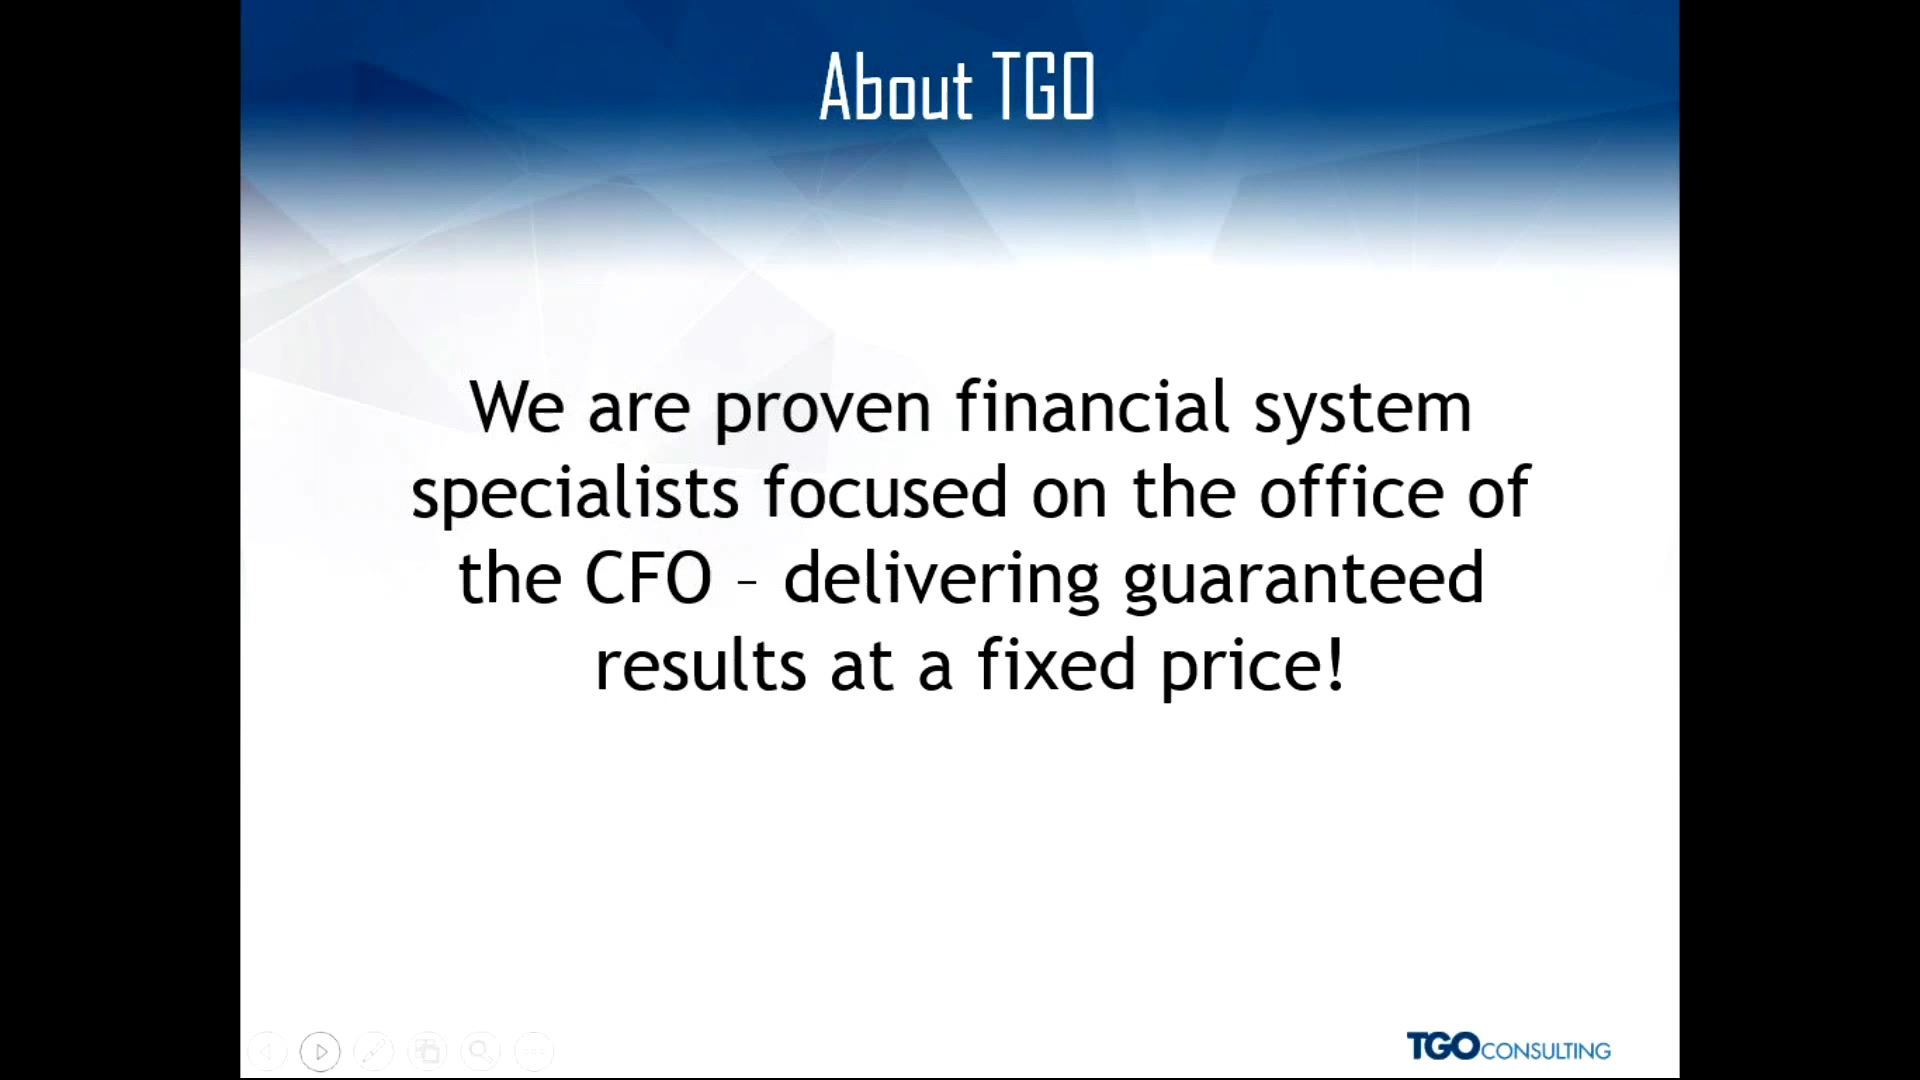 About TGO
We are proven financial system
specialists focused on the office of
the CFO – delivering guaranteed
results at a fixed price!
TGO CONSULTING